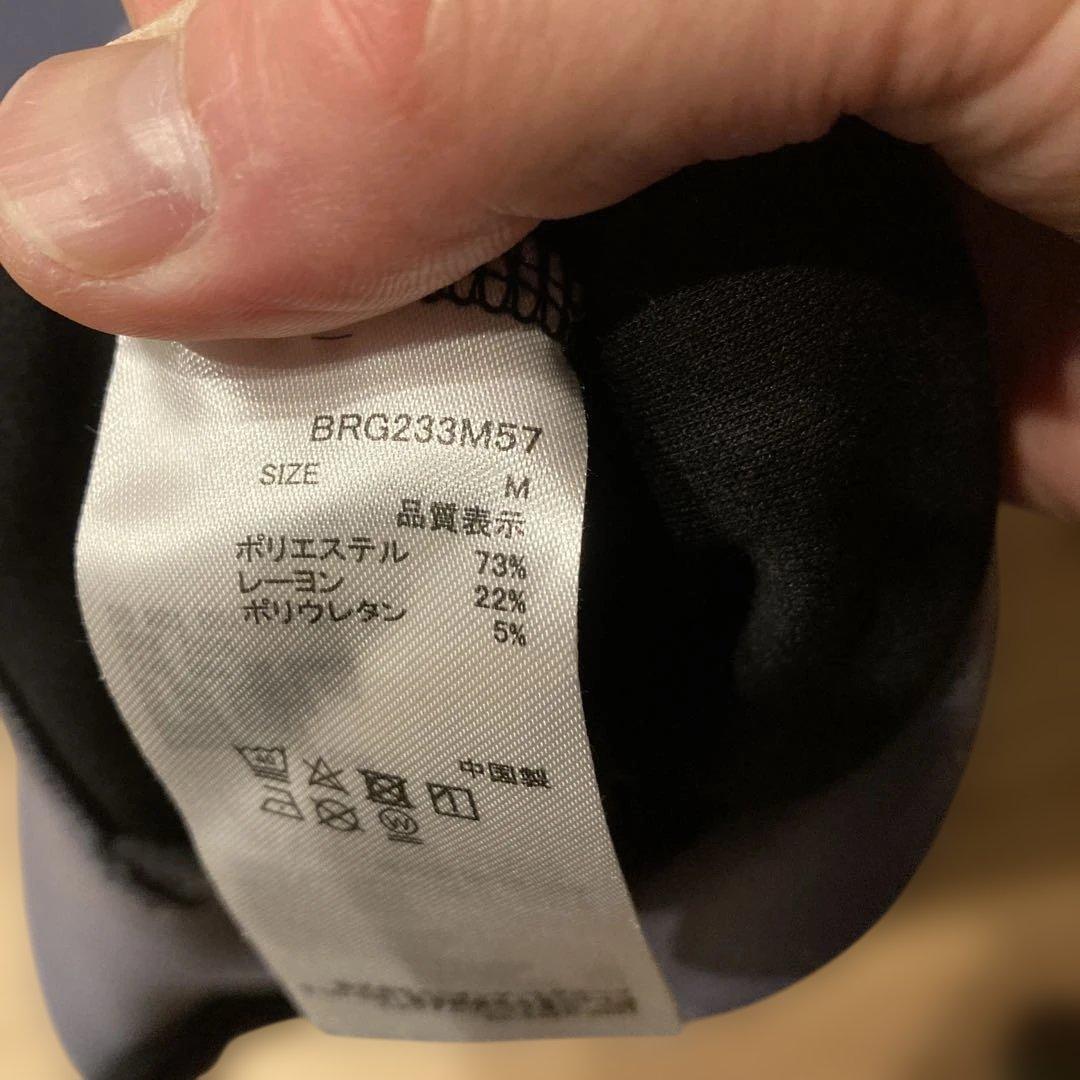 BRG233M57
SIZE M
品質表示
ポリエステル 73%
レーヨン 22%
ポリウレタン 5%
中国製